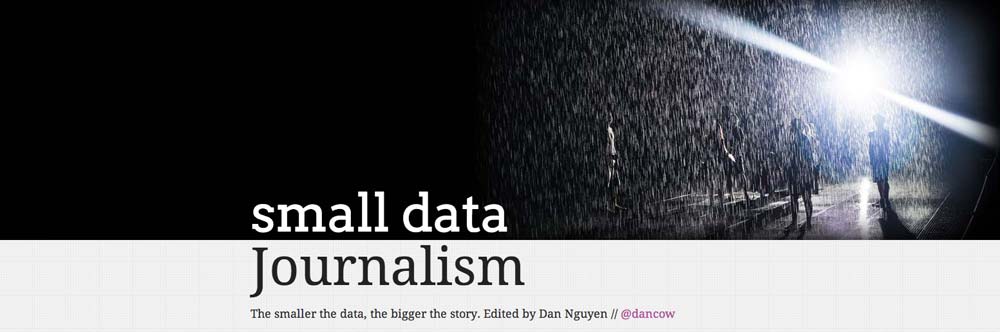 small data
Journalism
The smaller the data, the bigger the story. Edited by Dan Nguyen // @dancow